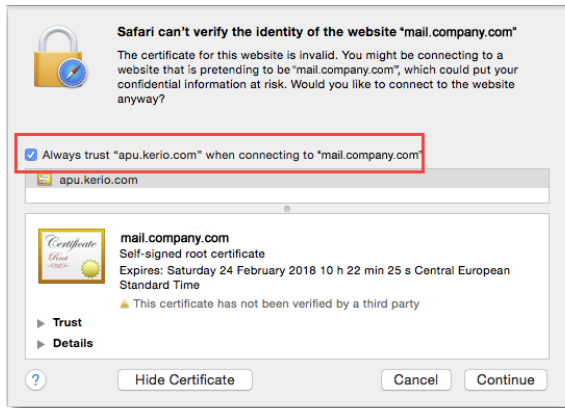 Safari can't verify the identity of the website "mail.company.com"
The certificate for this website is invalid. You might be connecting to a
website that is pretending to be "mail.company.com", which could put your
confidential information at risk. Would you like to connect to the website
anyway?
Always trust "apu.kerio.com" when connecting to "mail.company.com"
apu.kerio.com
Certificate
Root
mail.company.com
Self-signed root certificate
Expires: Saturday 24 February 2018 10 h 22 min 25 s Central European
Standard Time
This certificate has not been verified by a third party
Trust
Details
?
Hide Certificate
Cancel
Continue